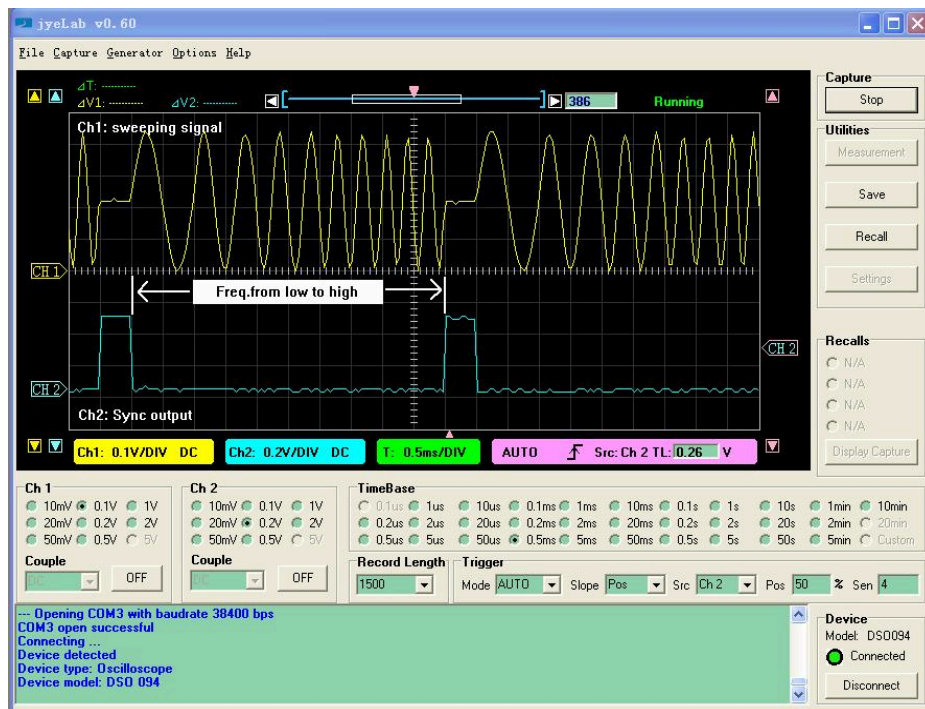 jyeLab v0.60
File Capture Generator Options Help
⊿T: ----------
⊿V1: ----------  ⊿V2: ----------
386
Running
Ch1: sweeping signal
CH 1
Freq.from low to high
CH 2
CH 2
Ch2: Sync output
Ch1: 0.1V/DIV DC
Ch2: 0.2V/DIV DC
T: 0.5ms/DIV
AUTO Src: Ch 2 TL: 0.26 V
Capture
Stop
Utilities
Measurement
Save
Recall
Settings
Recalls
N/A
N/A
N/A
N/A
Display Capture
Ch 1
10mV 0.1V 1V
20mV 0.2V 2V
50mV 0.5V 5V
Couple
DC OFF
Ch 2
10mV 0.1V 1V
20mV 0.2V 2V
50mV 0.5V 5V
Couple
DC OFF
TimeBase
0.1us 1us 10us 0.1ms 1ms 10ms 0.1s 1s 10s 1min 10min
0.2us 2us 20us 0.2ms 2ms 20ms 0.2s 2s 20s 2min 20min
0.5us 5us 50us 0.5ms 5ms 50ms 0.5s 5s 50s 5min Custom
Record Length
1500
Trigger
Mode AUTO Slope Pos Src Ch 2 Pos 50 % Sen 4
--- Opening COM3 with baudrate 38400 bps
COM3 open successful
Connecting ...
Device detected
Device type: Oscilloscope
Device model: DSO 094
Device
Model: DSO094
Connected
Disconnect